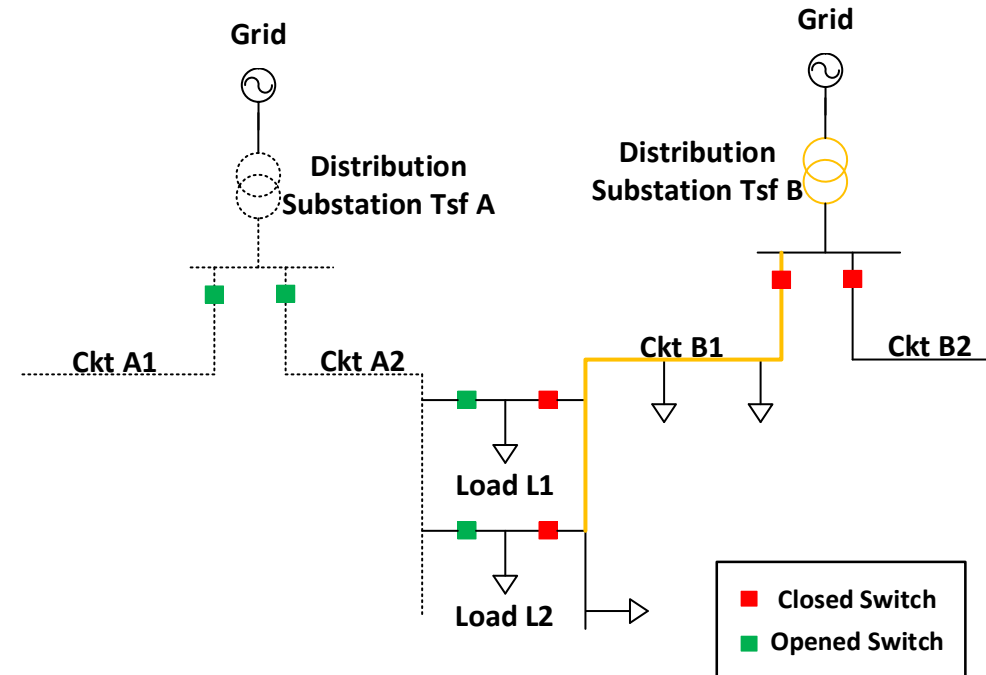 Grid
Distribution
Substation Tsf A
Grid
Distribution
Substation Tsf B
Ckt A1
Ckt A2
Ckt B1
Ckt B2
Load L1
Load L2
Closed Switch
Opened Switch